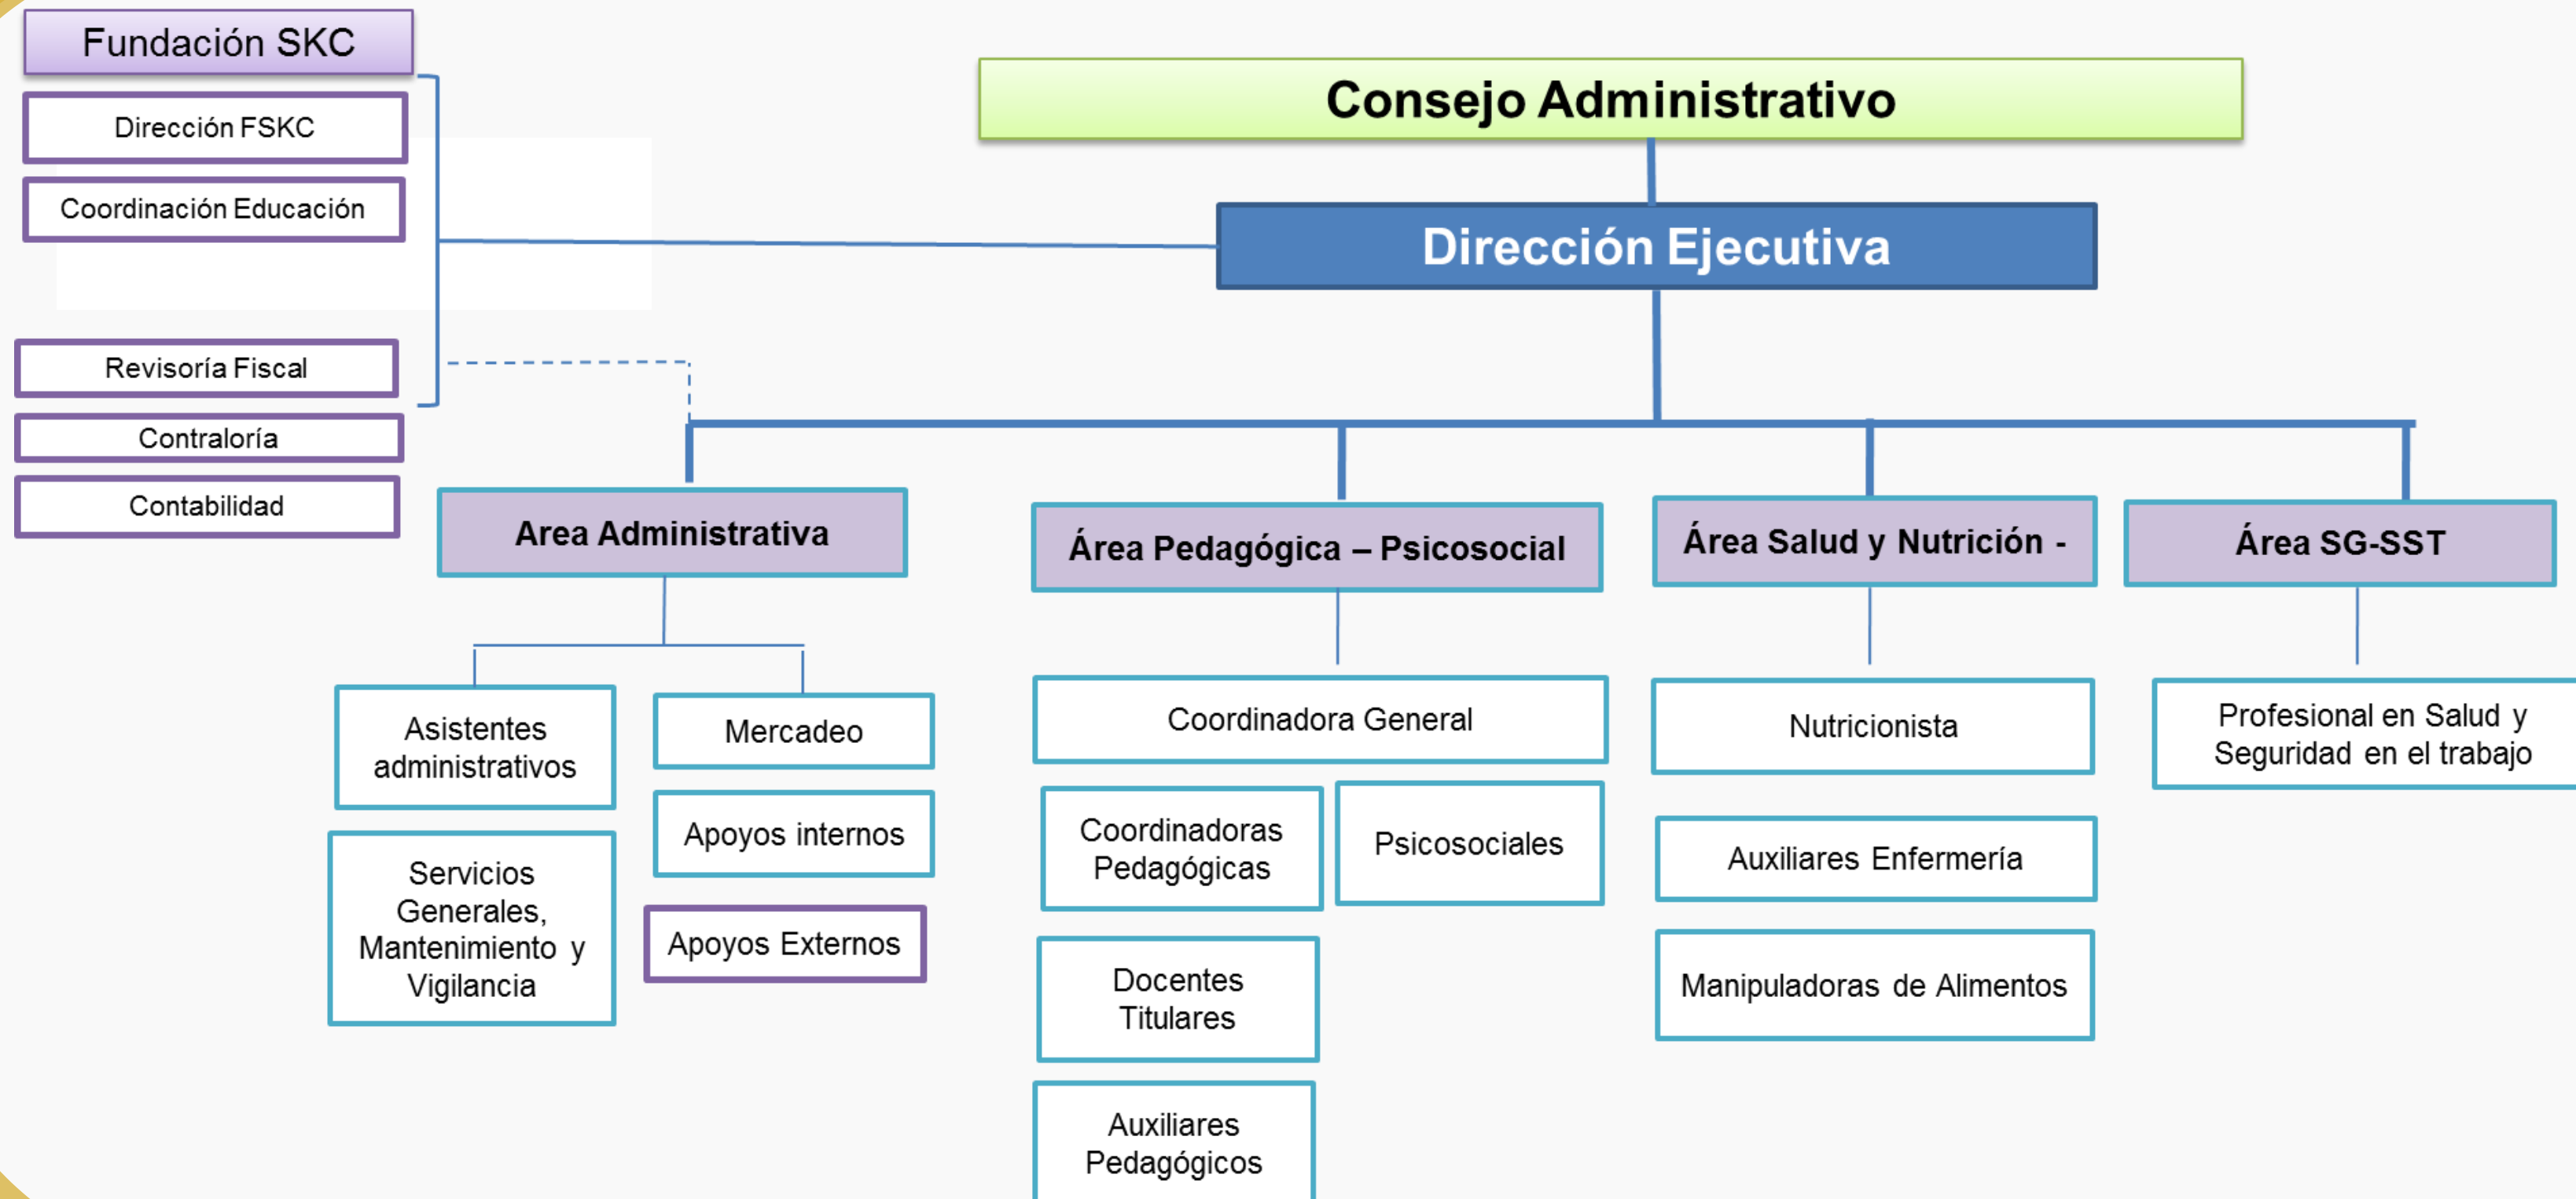 Fundación SKC
Dirección FSKC
Coordinación Educación
Revisoría Fiscal
Contraloría
Contabilidad
Consejo Administrativo
Dirección Ejecutiva
Area Administrativa
Asistentes
administrativos
Servicios
Generales,
Mantenimiento y
Vigilancia
Mercadeo
Apoyos internos
Apoyos Externos
Área Pedagógica – Psicosocial
Coordinadora General
Coordinadoras
Pedagógicas
Psicosociales
Docentes
Titulares
Auxiliares
Pedagógicos
Área Salud y Nutrición -
Nutricionista
Auxiliares Enfermería
Manipuladoras de Alimentos
Área SG-SST
Profesional en Salud y
Seguridad en el trabajo